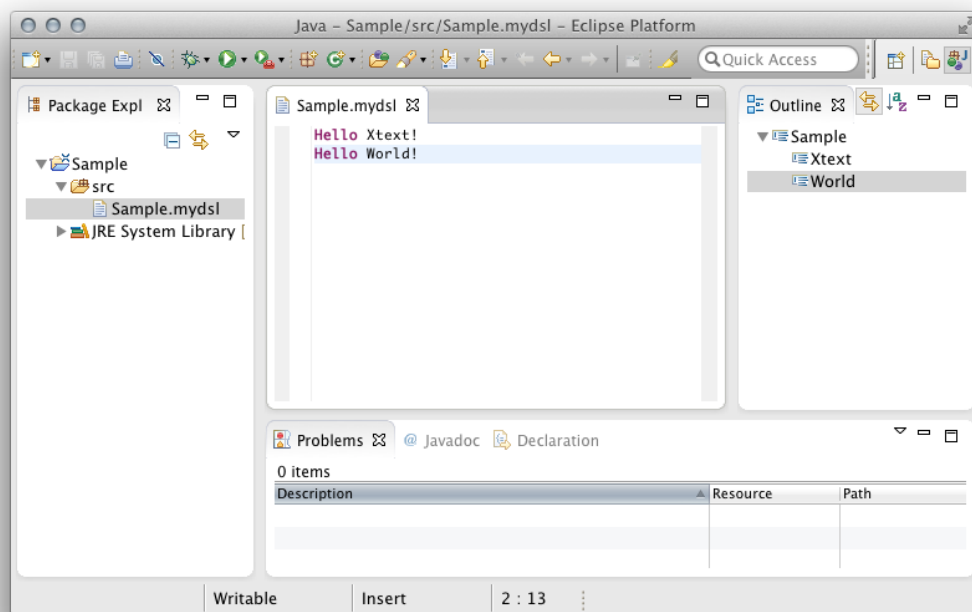 Java – Sample/src/Sample.mydsl – Eclipse Platform
Quick Access
Package Expl
Sample
src
Sample.mydsl
JRE System Library [
Sample.mydsl
Hello Xtext!
Hello World!
Outline
Sample
Xtext
World
Problems @ Javadoc Declaration
0 items
Description Resource Path
Writable Insert 2 : 13